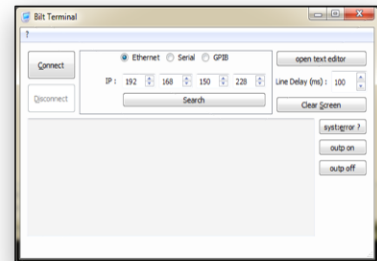 Bilt Terminal
?
Connect
Disconnect
Ethernet Serial GPIB
IP : 192 168 150 228
Search
open text editor
Line Delay (ms) : 100
Clear Screen
syst:error ?
outp on
outp off